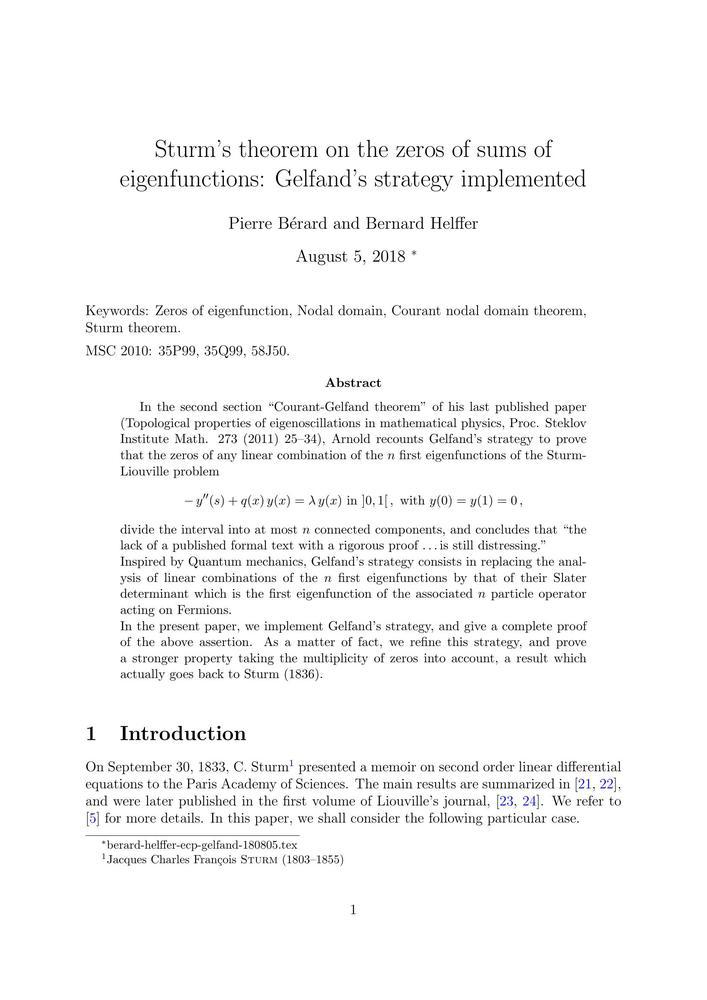 Sturm's theorem on the zeros of sums of
eigenfunctions: Gelfand's strategy implemented
Pierre Bérard and Bernard Helffer
August 5, 2018 *
Keywords: Zeros of eigenfunction, Nodal domain, Courant nodal domain theorem,
Sturm theorem.
MSC 2010: 35P99, 35Q99, 58J50.
Abstract
In the second section “Courant-Gelfand theorem” of his last published paper
(Topological properties of eigenoscillations in mathematical physics, Proc. Steklov
Institute Math. 273 (2011) 25–34), Arnold recounts Gelfand's strategy to prove
that the zeros of any linear combination of the n first eigenfunctions of the Sturm-
Liouville problem
− y″(s) + q(x) y(x) = λ y(x) in ]0, 1[ , with y(0) = y(1) = 0 ,
divide the interval into at most n connected components, and concludes that “the
lack of a published formal text with a rigorous proof . . . is still distressing.”
Inspired by Quantum mechanics, Gelfand's strategy consists in replacing the anal-
ysis of linear combinations of the n first eigenfunctions by that of their Slater
determinant which is the first eigenfunction of the associated n particle operator
acting on Fermions.
In the present paper, we implement Gelfand's strategy, and give a complete proof
of the above assertion. As a matter of fact, we refine this strategy, and prove
a stronger property taking the multiplicity of zeros into account, a result which
actually goes back to Sturm (1836).
1 Introduction
On September 30, 1833, C. Sturm1 presented a memoir on second order linear differential
equations to the Paris Academy of Sciences. The main results are summarized in [21, 22],
and were later published in the first volume of Liouville's journal, [23, 24]. We refer to
[5] for more details. In this paper, we shall consider the following particular case.
*berard-helffer-ecp-gelfand-180805.tex
1Jacques Charles François STURM (1803–1855)
1